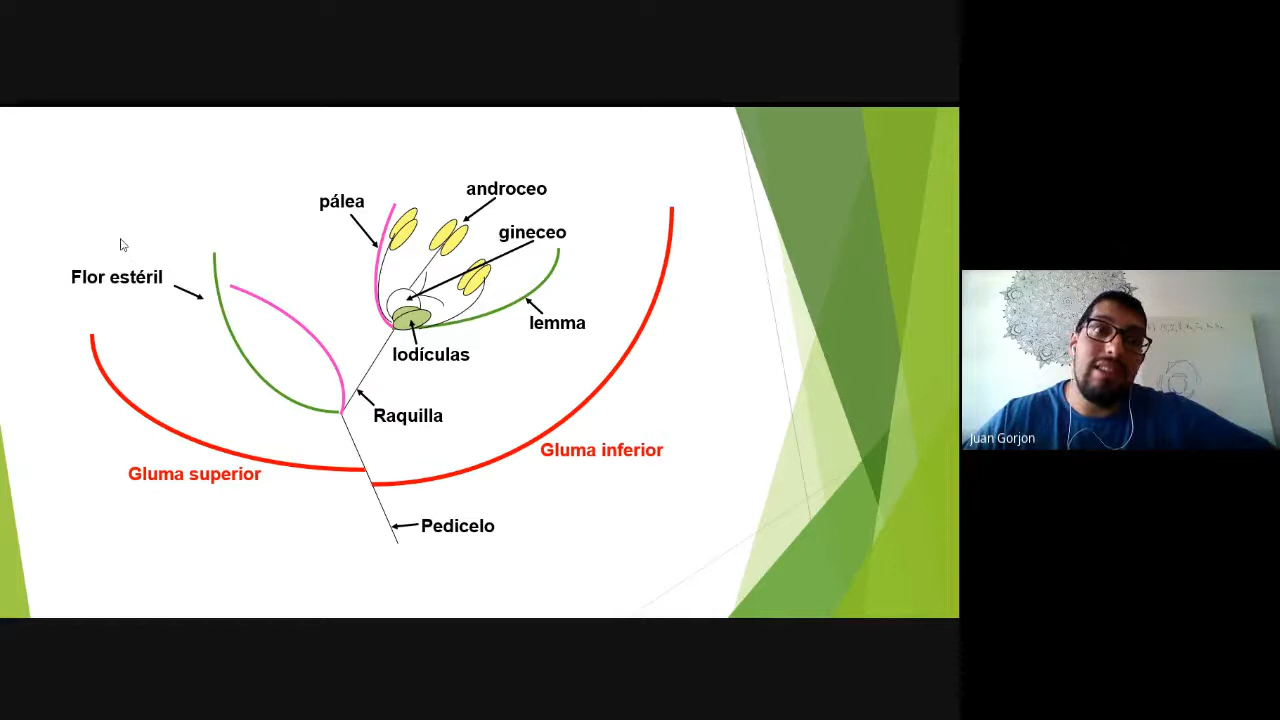 pálea
androceo
gineceo
Flor estéril
lemma
lodículas
Raquilla
Gluma superior
Gluma inferior
Pedicelo
Juan Gorjon